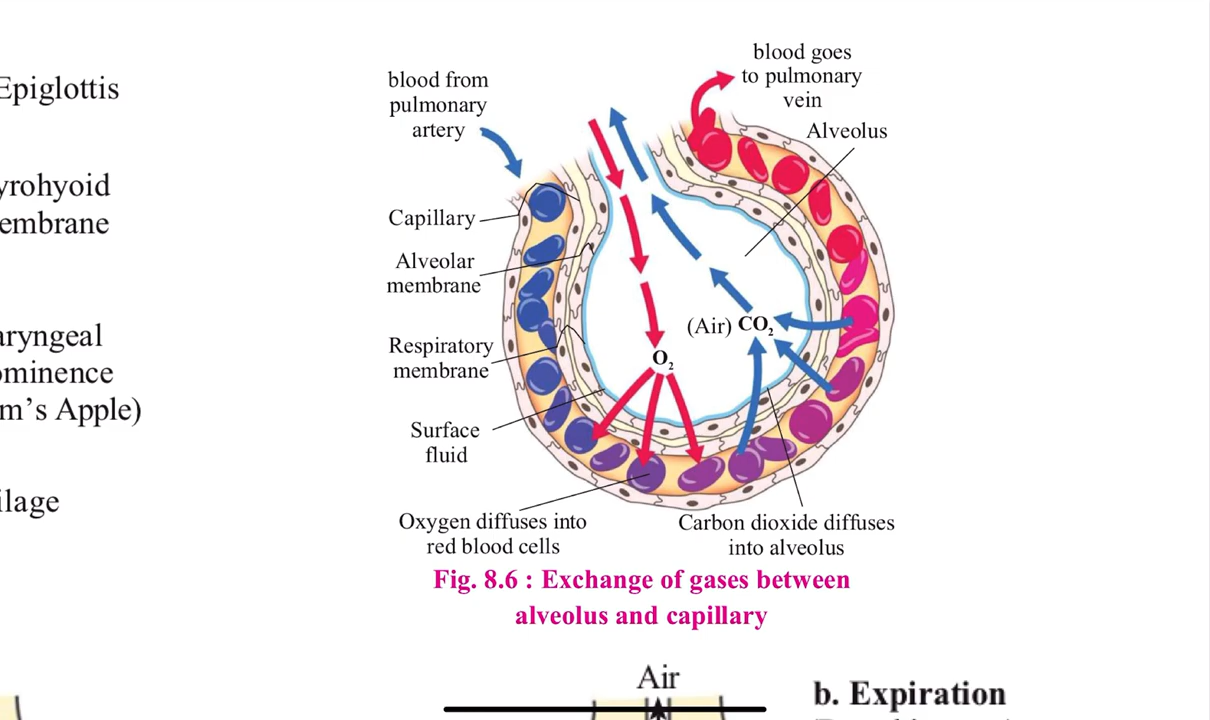 Epiglottis
yrohyoid
embrane
aryngeal
ominence
m's Apple)
ilage
blood from
pulmonary
artery
blood goes
to pulmonary
vein
Alveolus
Capillary
Alveolar
membrane
Respiratory
membrane
Surface
fluid
(Air) CO₂
O₂
Oxygen diffuses into
red blood cells
Carbon dioxide diffuses
into alveolus
Fig. 8.6 : Exchange of gases between
alveolus and capillary
Air
b. Expiration